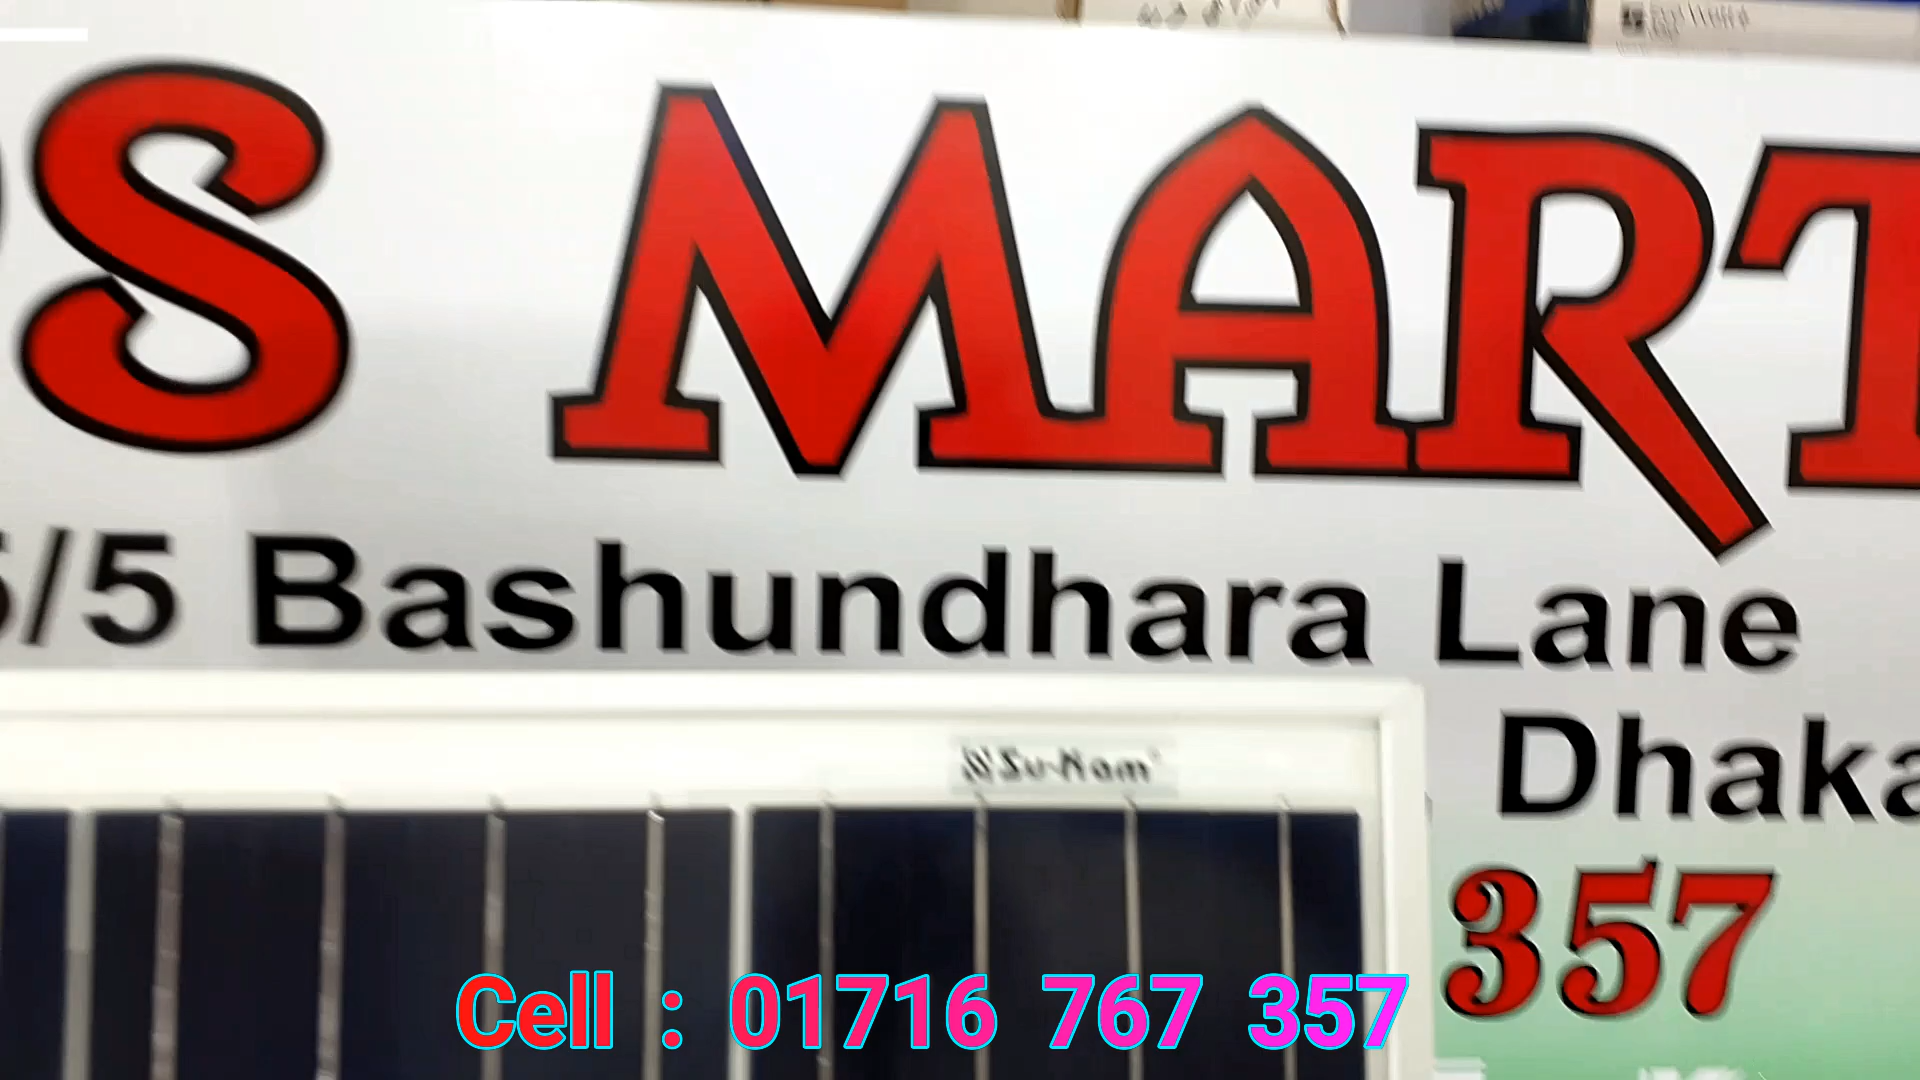 S MART
/5 Bashundhara Lane
Dhaka
Su-Kam
357
Cell : 01716 767 357